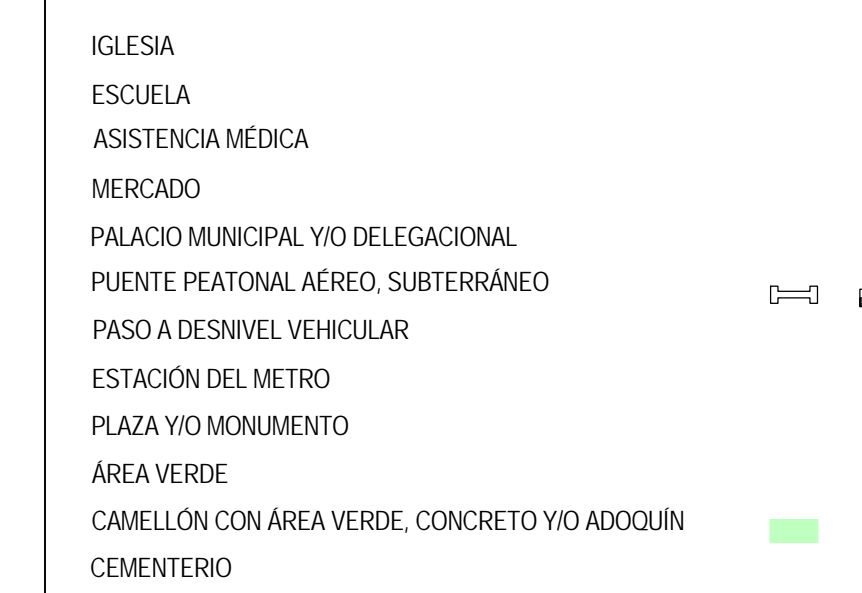 IGLESIA
ESCUELA
ASISTENCIA MÉDICA
MERCADO
PALACIO MUNICIPAL Y/O DELEGACIONAL
PUENTE PEATONAL AÉREO, SUBTERRÁNEO
PASO A DESNIVEL VEHICULAR
ESTACIÓN DEL METRO
PLAZA Y/O MONUMENTO
ÁREA VERDE
CAMELLÓN CON ÁREA VERDE, CONCRETO Y/O ADOQUÍN
CEMENTERIO